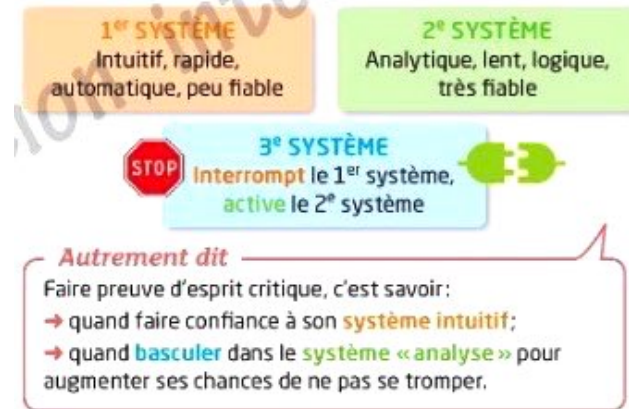 1er SYSTÈME
Intuitif, rapide,
automatique, peu fiable
2e SYSTÈME
Analytique, lent, logique,
très fiable
STOP
3e SYSTÈME
Interrompt le 1er système,
active le 2e système
Autrement dit
Faire preuve d'esprit critique, c'est savoir :
→ quand faire confiance à son système intuitif ;
→ quand basculer dans le système « analyse » pour
augmenter ses chances de ne pas se tromper.